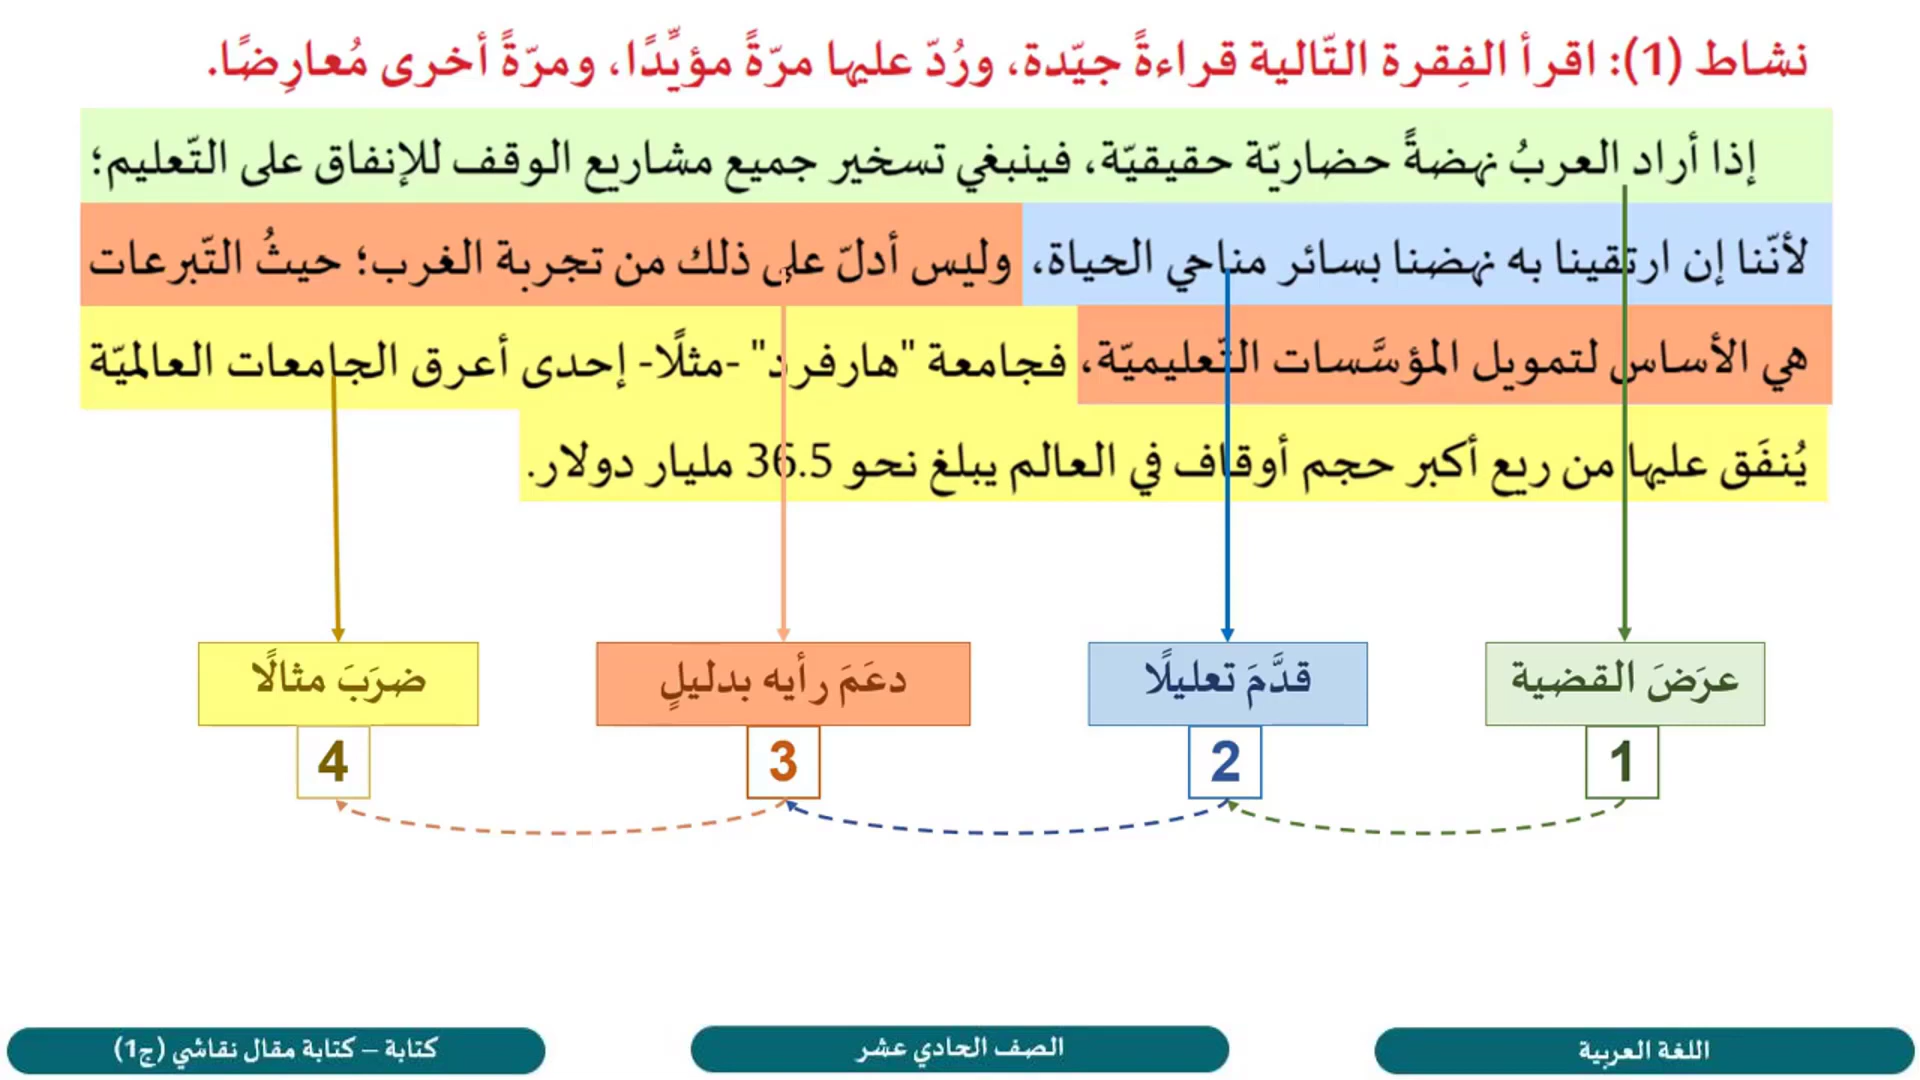 نشاط (1): اقرأ الفِقرة التّالية قراءةً جيّدة، ورُدّ عليها مرّةً مؤيِّدًا، ومرّةً أخرى مُعارِضًا.
إذا أراد العربُ نهضةً حضاريّة حقيقيّة، فينبغي تسخير جميع مشاريع الوقف للإنفاق على التّعليم؛
لأنّنا إن ارتقينا به نهضنا بسائر مناحي الحياة، وليس أدلّ على ذلك من تجربة الغرب؛ حيثُ التّبرعات
هي الأساس لتمويل المؤسَّسات التّعليميّة، فجامعة "هارفرد" -مثلًا- إحدى أعرق الجامعات العالميّة
يُنفَق عليها من ريع أكبر حجم أوقاف في العالم يبلغ نحو 36.5 مليار دولار.
عرَضَ القضية
قدَّمَ تعليلًا
دعَمَ رأيه بدليلٍ
ضرَبَ مثالًا
1
2
3
4
اللغة العربية
الصف الحادي عشر
كتابة – كتابة مقال نقاشي (ج1)